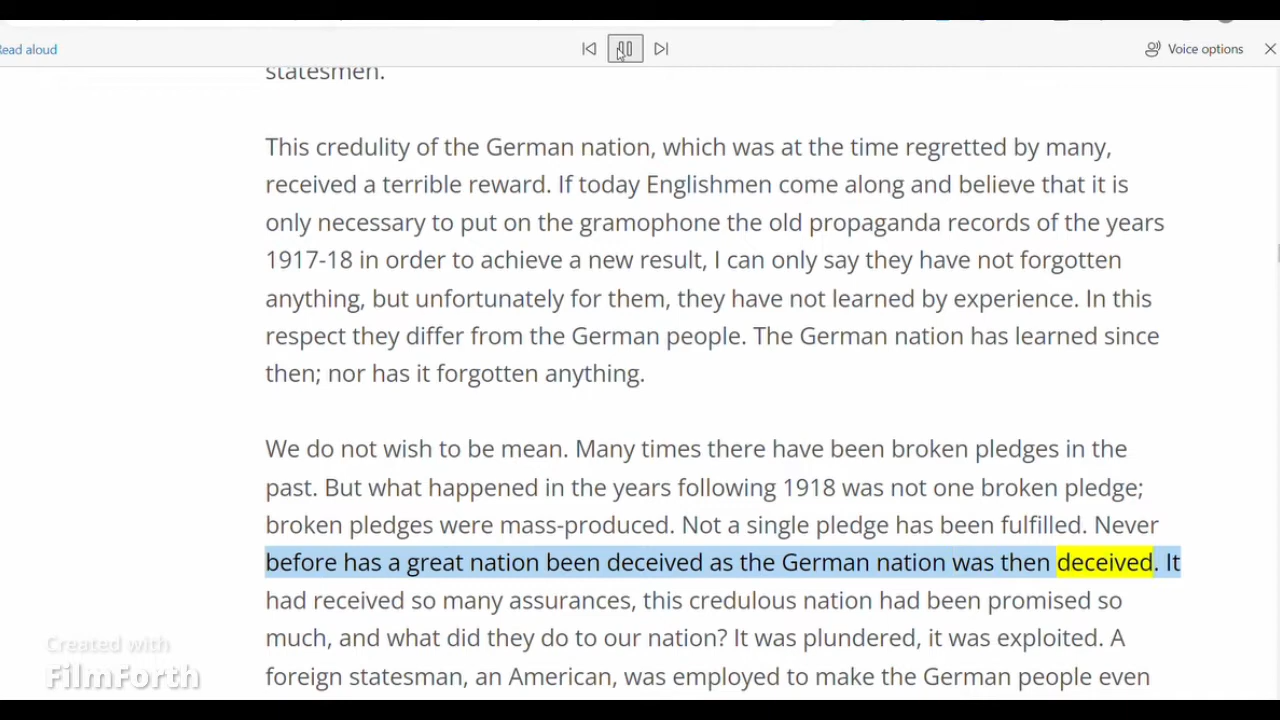 Read aloud
Voice options
statesmen.
This credulity of the German nation, which was at the time regretted by many,
received a terrible reward. If today Englishmen come along and believe that it is
only necessary to put on the gramophone the old propaganda records of the years
1917-18 in order to achieve a new result, I can only say they have not forgotten
anything, but unfortunately for them, they have not learned by experience. In this
respect they differ from the German people. The German nation has learned since
then; nor has it forgotten anything.
We do not wish to be mean. Many times there have been broken pledges in the
past. But what happened in the years following 1918 was not one broken pledge;
broken pledges were mass-produced. Not a single pledge has been fulfilled. Never
before has a great nation been deceived as the German nation was then deceived. It
had received so many assurances, this credulous nation had been promised so
much, and what did they do to our nation? It was plundered, it was exploited. A
foreign statesman, an American, was employed to make the German people even
Created with
FilmForth